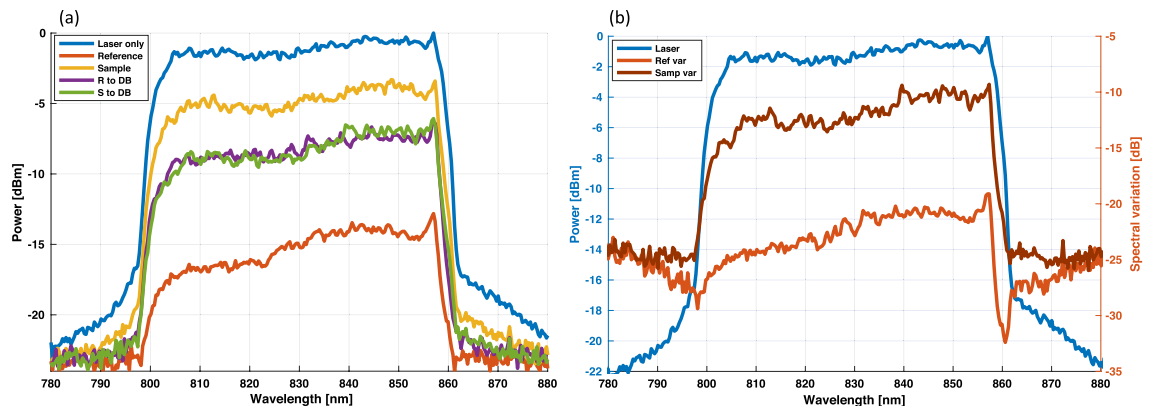 (a)
0
-5
-10
-15
-20
Power [dBm]
Laser only
Reference
Sample
R to DB
S to DB
780 790 800 810 820 830 840 850 860 870 880
Wavelength [nm]
(b)
0
-2
-4
-6
-8
-10
-12
-14
-16
-18
-20
-22
Power [dBm]
Laser
Ref var
Samp var
-5
-10
-15
-20
-25
-30
-35
Spectral variation [dB]
780 790 800 810 820 830 840 850 860 870 880
Wavelength [nm]